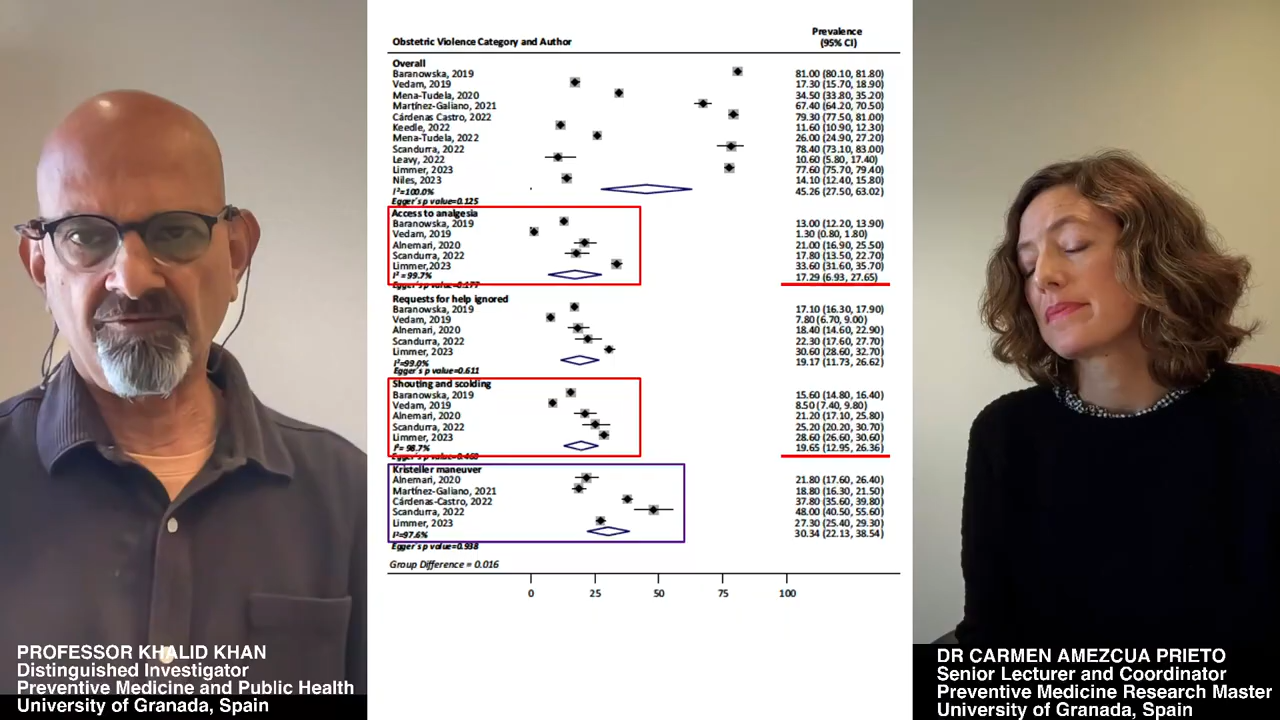 Obstetric Violence Category and Author Prevalence (95% CI)
Overall
Baranowska, 2019 81.00 (80.10, 81.80)
Vedam, 2019 17.30 (15.70, 18.90)
Mena-Tudela, 2020 34.50 (33.80, 35.20)
Martínez-Galiano, 2021 67.40 (64.20, 70.50)
Cárdenas Castro, 2022 79.30 (77.50, 81.00)
Keedle, 2022 11.60 (10.90, 12.30)
Mena-Tudela, 2022 26.00 (24.90, 27.20)
Scandurra, 2022 78.40 (73.10, 83.00)
Leavy, 2022 10.60 (5.80, 17.40)
Limmer, 2023 77.60 (75.70, 79.40)
Niles, 2023 14.10 (12.40, 15.80)
I²=100.0% 45.26 (27.50, 63.02)
Egger´s p value=0.125
Access to analgesia
Baranowska, 2019 13.00 (12.20, 13.90)
Vedam, 2019 1.30 (0.80, 1.80)
Alnemari, 2020 21.00 (16.90, 25.50)
Scandurra, 2022 17.80 (13.50, 22.70)
Limmer,2023 33.60 (31.60, 35.70)
I² = 99.7% 17.29 (6.93, 27.65)
Egger´s p value=0.177
Requests for help ignored
Baranowska, 2019 17.10 (16.30, 17.90)
Vedam, 2019 7.80 (6.70, 9.00)
Alnemari, 2020 18.40 (14.60, 22.90)
Scandurra, 2022 22.30 (17.60, 27.70)
Limmer, 2023 30.60 (28.60, 32.70)
I²=99.0% 19.17 (11.73, 26.62)
Egger´s p value=0.611
Shouting and scolding
Baranowska, 2019 15.60 (14.80, 16.40)
Vedam, 2019 8.50 (7.40, 9.80)
Alnemari, 2020 21.20 (17.10, 25.80)
Scandurra, 2022 25.20 (20.20, 30.70)
Limmer, 2023 28.60 (26.60, 30.60)
I²= 98.7% 19.65 (12.95, 26.36)
Egger´s p value=
Kristeller maneuver
Alnemari, 2020 21.80 (17.60, 26.40)
Martínez-Galiano, 2021 18.80 (16.30, 21.50)
Cárdenas-Castro, 2022 37.80 (35.60, 39.80)
Scandurra, 2022 48.00 (40.50, 55.60)
Limmer, 2023 27.30 (25.40, 29.30)
I²=97.6% 30.34 (22.13, 38.54)
Egger´s p value=0.938
Group Difference = 0.016
0 25 50 75 100
PROFESSOR KHALID KHAN
Distinguished Investigator
Preventive Medicine and Public Health
University of Granada, Spain
DR CARMEN AMEZCUA PRIETO
Senior Lecturer and Coordinator
Preventive Medicine Research Master
University of Granada, Spain